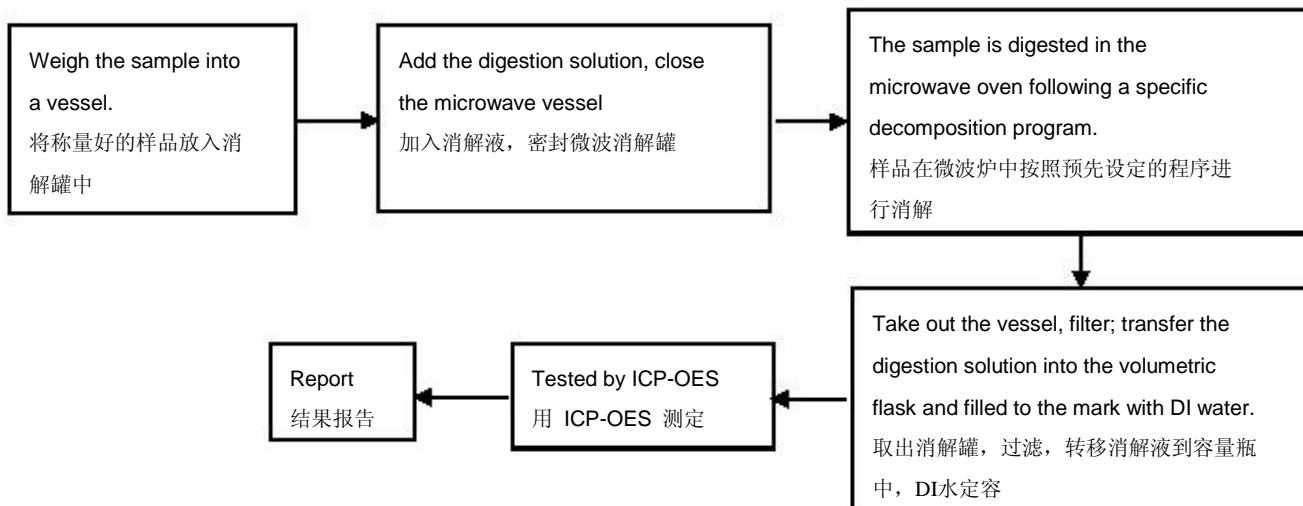 Weigh the sample into
a vessel.
将称量好的样品放入消
解罐中
Add the digestion solution, close
the microwave vessel
加入消解液，密封微波消解罐
The sample is digested in the
microwave oven following a specific
decomposition program.
样品在微波炉中按照预先设定的程序进
行消解
Take out the vessel, filter; transfer the
digestion solution into the volumetric
flask and filled to the mark with DI water.
取出消解罐，过滤，转移消解液到容量瓶
中，DI水定容
Tested by ICP-OES
用 ICP-OES 测定
Report
结果报告